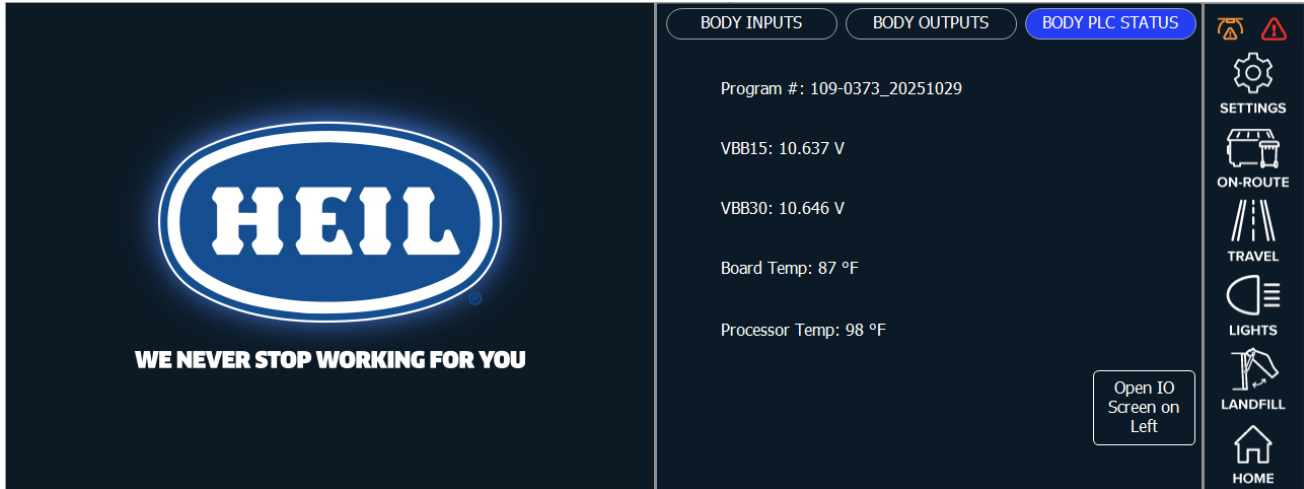 HEIL
®
WE NEVER STOP WORKING FOR YOU
BODY INPUTS
BODY OUTPUTS
BODY PLC STATUS
Program #: 109-0373_20251029
VBB15: 10.637 V
VBB30: 10.646 V
Board Temp: 87 °F
Processor Temp: 98 °F
Open IO
Screen on
Left
SETTINGS
ON-ROUTE
TRAVEL
LIGHTS
LANDFILL
HOME